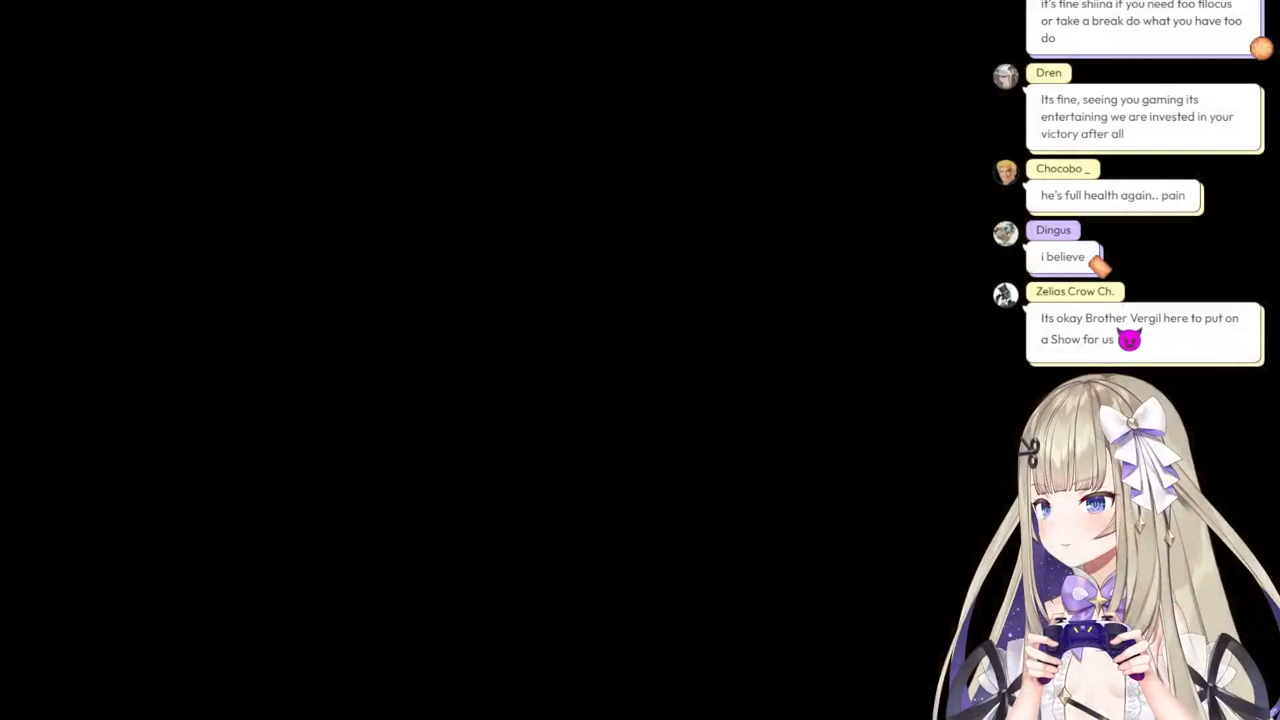 it's fine shiina if you need too filocus
or take a break do what you have too
do
Dren
Its fine, seeing you gaming its
entertaining we are invested in your
victory after all
Chocobo _
he's full health again.. pain
Dingus
i believe
Zelias Crow Ch.
Its okay Brother Vergil here to put on
a Show for us